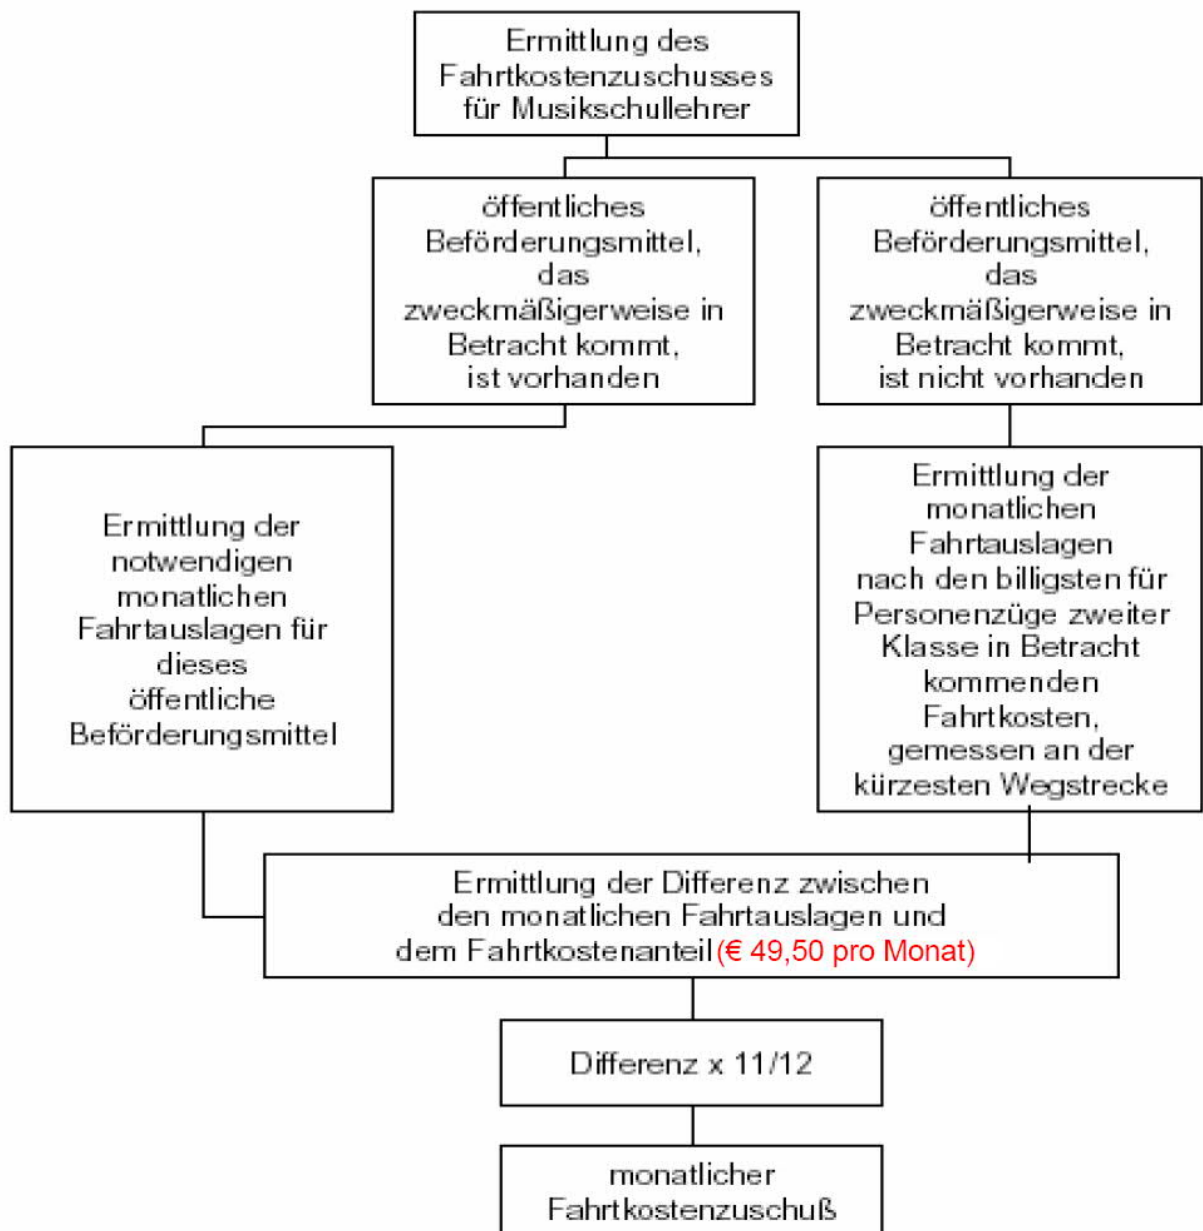 Ermittlung des
Fahrtkostenzuschusses
für Musikschullehrer
öffentliches
Beförderungsmittel,
das
zweckmäßigerweise in
Betracht kommt,
ist vorhanden
öffentliches
Beförderungsmittel,
das
zweckmäßigerweise in
Betracht kommt,
ist nicht vorhanden
Ermittlung der
notwendigen
monatlichen
Fahrtauslagen für
dieses
öffentliche
Beförderungsmittel
Ermittlung der
monatlichen
Fahrtauslagen
nach den billigsten für
Personenzüge zweiter
Klasse in Betracht
kommenden
Fahrtkosten,
gemessen an der
kürzesten Wegstrecke
Ermittlung der Differenz zwischen
den monatlichen Fahrtauslagen und
dem Fahrtkostenanteil (€ 49,50 pro Monat)
Differenz x 11/12
monatlicher
Fahrtkostenzuschuß